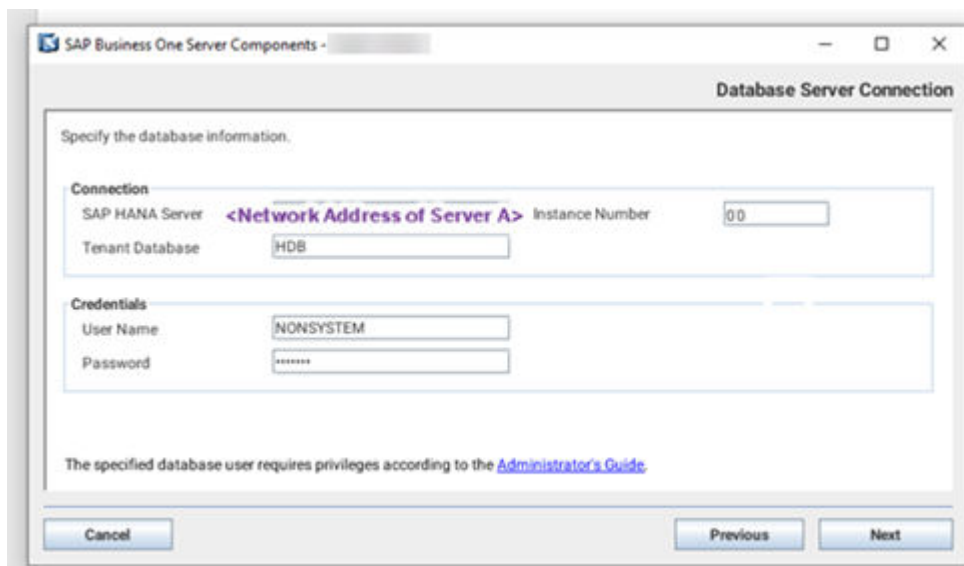 SAP Business One Server Components -
Database Server Connection
Specify the database information.
Connection
SAP HANA Server <Network Address of Server A> Instance Number 00
Tenant Database HDB
Credentials
User Name NONSYSTEM
Password •••••••
The specified database user requires privileges according to the Administrator's Guide.
Cancel Previous Next